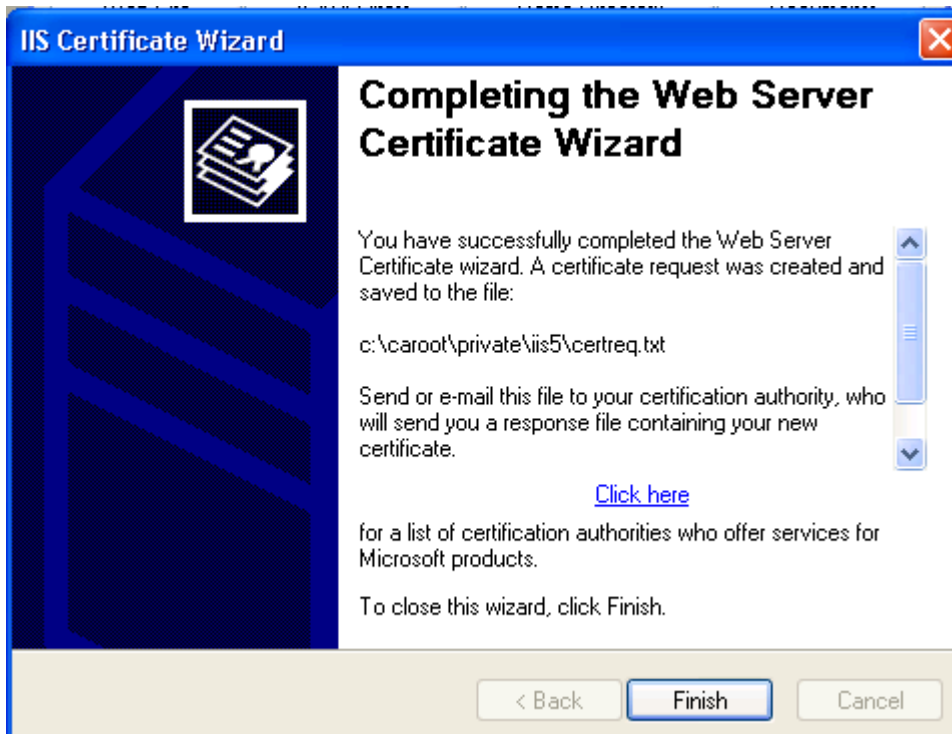 IIS Certificate Wizard
Completing the Web Server
Certificate Wizard
You have successfully completed the Web Server
Certificate wizard. A certificate request was created and
saved to the file:
c:\caroot\private\iis5\certreq.txt
Send or e-mail this file to your certification authority, who
will send you a response file containing your new
certificate.
Click here
for a list of certification authorities who offer services for
Microsoft products.
To close this wizard, click Finish.
< Back
Finish
Cancel